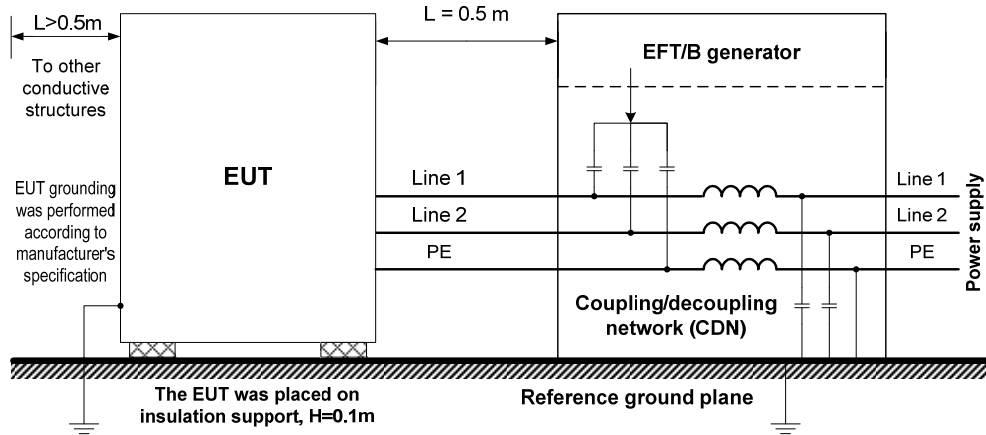 L>0.5m
To other
conductive
structures
EUT grounding
was performed
according to
manufacturer's
specification
EUT
L = 0.5 m
EFT/B generator
Line 1
Line 2
PE
Line 1
Line 2
PE
Power supply
Coupling/decoupling
network (CDN)
The EUT was placed on
insulation support, H=0.1m
Reference ground plane